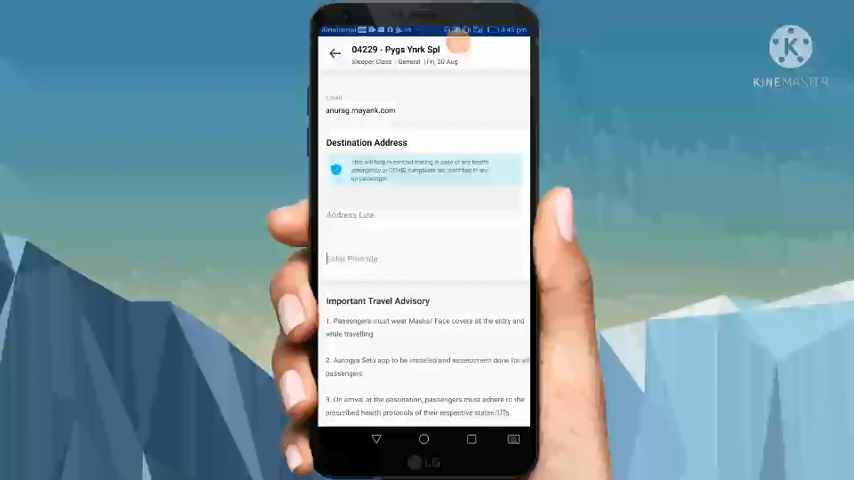 04229 - Pygs Ynrk Spl
Sleeper Class | General | Fri, 20 Aug
Email
anurag.mayank.com
Destination Address
This will help in contact tracing in case of any health
emergency or COVID symptoms are identified in any
co-passenger.
Address Line
Enter Pincode
Important Travel Advisory
1. Passengers must wear Masks/ Face covers at the entry and
while travelling
2. Aarogya Setu app to be installed and assessment done for all
passengers
3. On arrival at the destination, passengers must adhere to the
prescribed health protocols of their respective states/UTs
LG
K
KINEMASTER